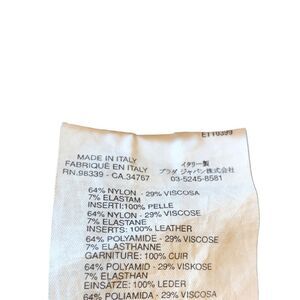 E110399
MADE IN ITALY
FABRIQUÉ EN ITALY
RN.98339 - CA.34757
イタリー製
プラダ ジャパン株式会社
03-5245-8581
64% NYLON - 29% VISCOSA
7% ELASTAM
INSERTI:100% PELLE
64% NYLON - 29% VISCOSE
7% ELASTANE
INSERTS: 100% LEATHER
64% POLYAMIDE - 29% VISCOSE
7% ELASTHANNE
GARNITURE: 100% CUIR
64% POLYAMID - 29% VISKOSE
7% ELASTHAN
EINSATZE: 100% LEDER
64% POLIAMIDA - 29% VISCOSA